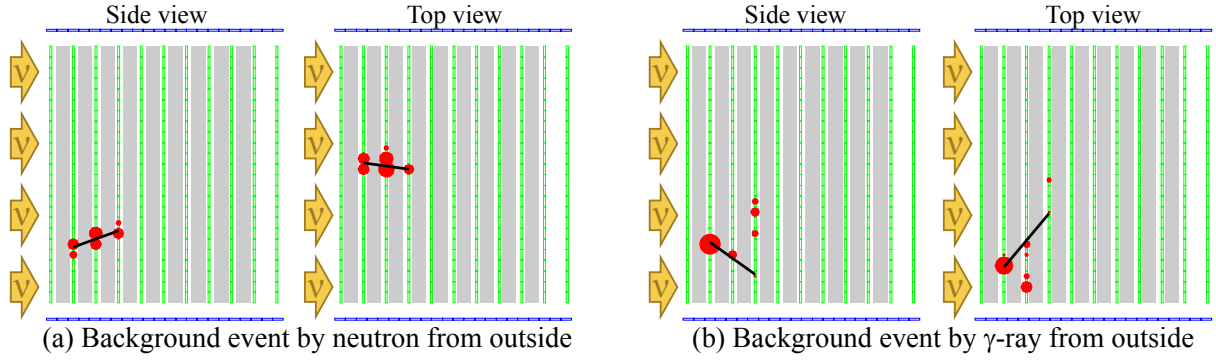 Side view Top view Side view Top view
ν ν ν ν
ν ν ν ν
ν ν ν ν
ν ν ν ν
(a) Background event by neutron from outside (b) Background event by γ-ray from outside